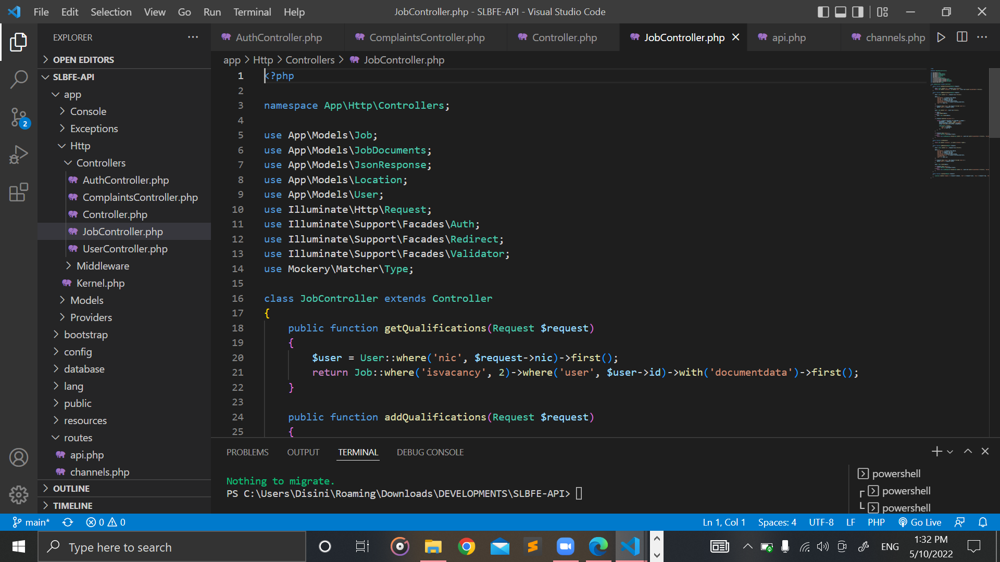 File Edit Selection View Go Run Terminal Help
JobController.php - SLBFE-API - Visual Studio Code
EXPLORER
OPEN EDITORS
SLBFE-API
app
Console
Exceptions
Http
Controllers
AuthController.php
ComplaintsController.php
Controller.php
JobController.php
UserController.php
Middleware
Kernel.php
Models
Providers
bootstrap
config
database
lang
public
resources
routes
api.php
channels.php
OUTLINE
TIMELINE
2
AuthController.php ComplaintsController.php Controller.php JobController.php api.php channels.php
app > Http > Controllers > JobController.php
1 <?php
2
3 namespace App\Http\Controllers;
4
5 use App\Models\Job;
6 use App\Models\JobDocuments;
7 use App\Models\JsonResponse;
8 use App\Models\Location;
9 use App\Models\User;
10 use Illuminate\Http\Request;
11 use Illuminate\Support\Facades\Auth;
12 use Illuminate\Support\Facades\Redirect;
13 use Illuminate\Support\Facades\Validator;
14 use Mockery\Matcher\Type;
15
16 class JobController extends Controller
17 {
18 public function getQualifications(Request $request)
19 {
20 $user = User::where('nic', $request->nic)->first();
21 return Job::where('isvacancy', 2)->where('user', $user->id)->with('documentdata')->first();
22 }
23
24 public function addQualifications(Request $request)
25 {
PROBLEMS OUTPUT TERMINAL DEBUG CONSOLE
Nothing to migrate.
PS C:\Users\Disini\Roaming\Downloads\DEVELOPMENTS\SLBFE-API>
powershell
powershell
powershell
main* 0 0
Ln 1, Col 1 Spaces: 4 UTF-8 LF PHP Go Live
Type here to search
ENG
1:32 PM
5/10/2022